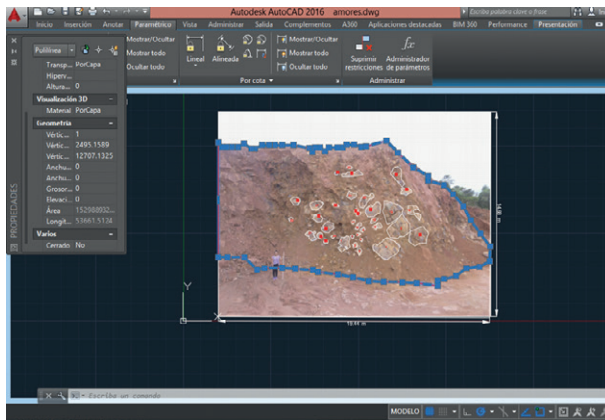 Autodesk AutoCAD 2016 amores.dwg
Escriba palabra clave o frase
Inicio Inserción Anotar Paramétrico Vista Administrar Salida Complementos A360 Aplicaciones destacadas BIM 360 Performance Presentación
Polilínea
Mostrar/Ocultar
Mostrar todo
Ocultar todo
Lineal Alineada
Mostrar/Ocultar
Mostrar todo
Ocultar todo
Por cota
fx
Suprimir restricciones
Administrador de parámetros
Administrar
Transp... PorCapa
Hiperv...
Altura... 0
Visualización 3D
Material PorCapa
Geometría
Vértic... 1
Vértic... 2495.1589
Vértic... 12707.1325
Anchu... 0
Anchu... 0
Grosor... 0
Elevaci... 0
Área
Longit... 53661.5124
Varios
Cerrado No
PROPIEDADES
Y
X
Escriba un comando
MODELO